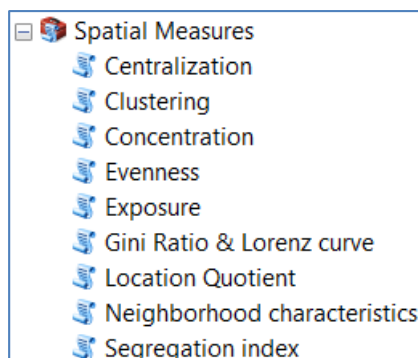 Spatial Measures
Centralization
Clustering
Concentration
Evenness
Exposure
Gini Ratio & Lorenz curve
Location Quotient
Neighborhood characteristics
Segregation index